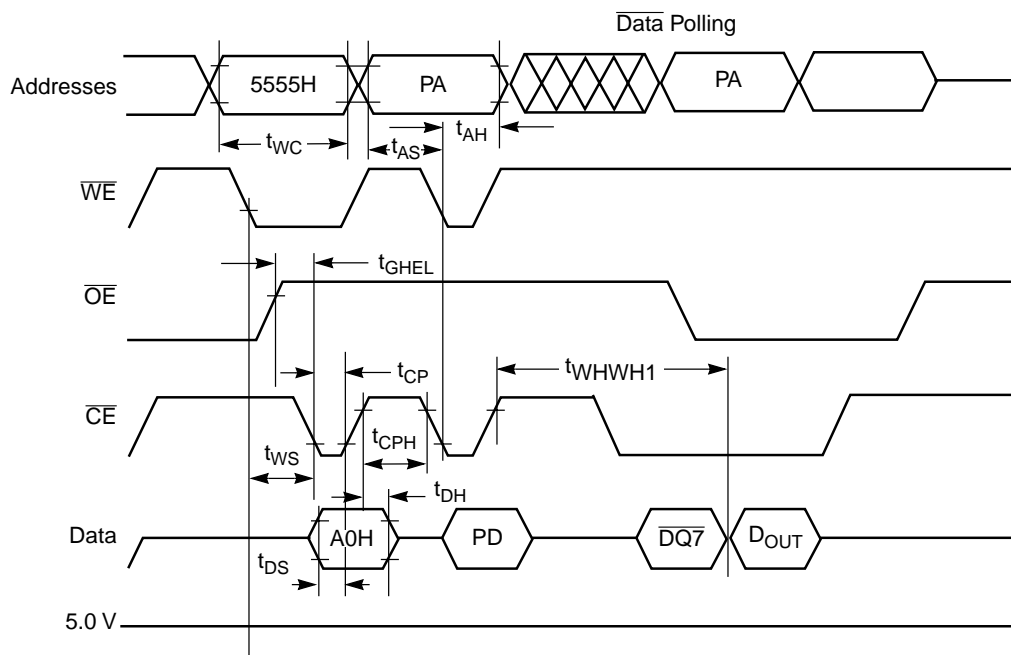 Data Polling
Addresses 5555H PA PA
tWC tAS tAH
WE
tGHEL
OE
tCP tWHWH1
CE
tWS tCPH
tDH
Data A0H PD DQ7 DOUT
tDS
5.0 V